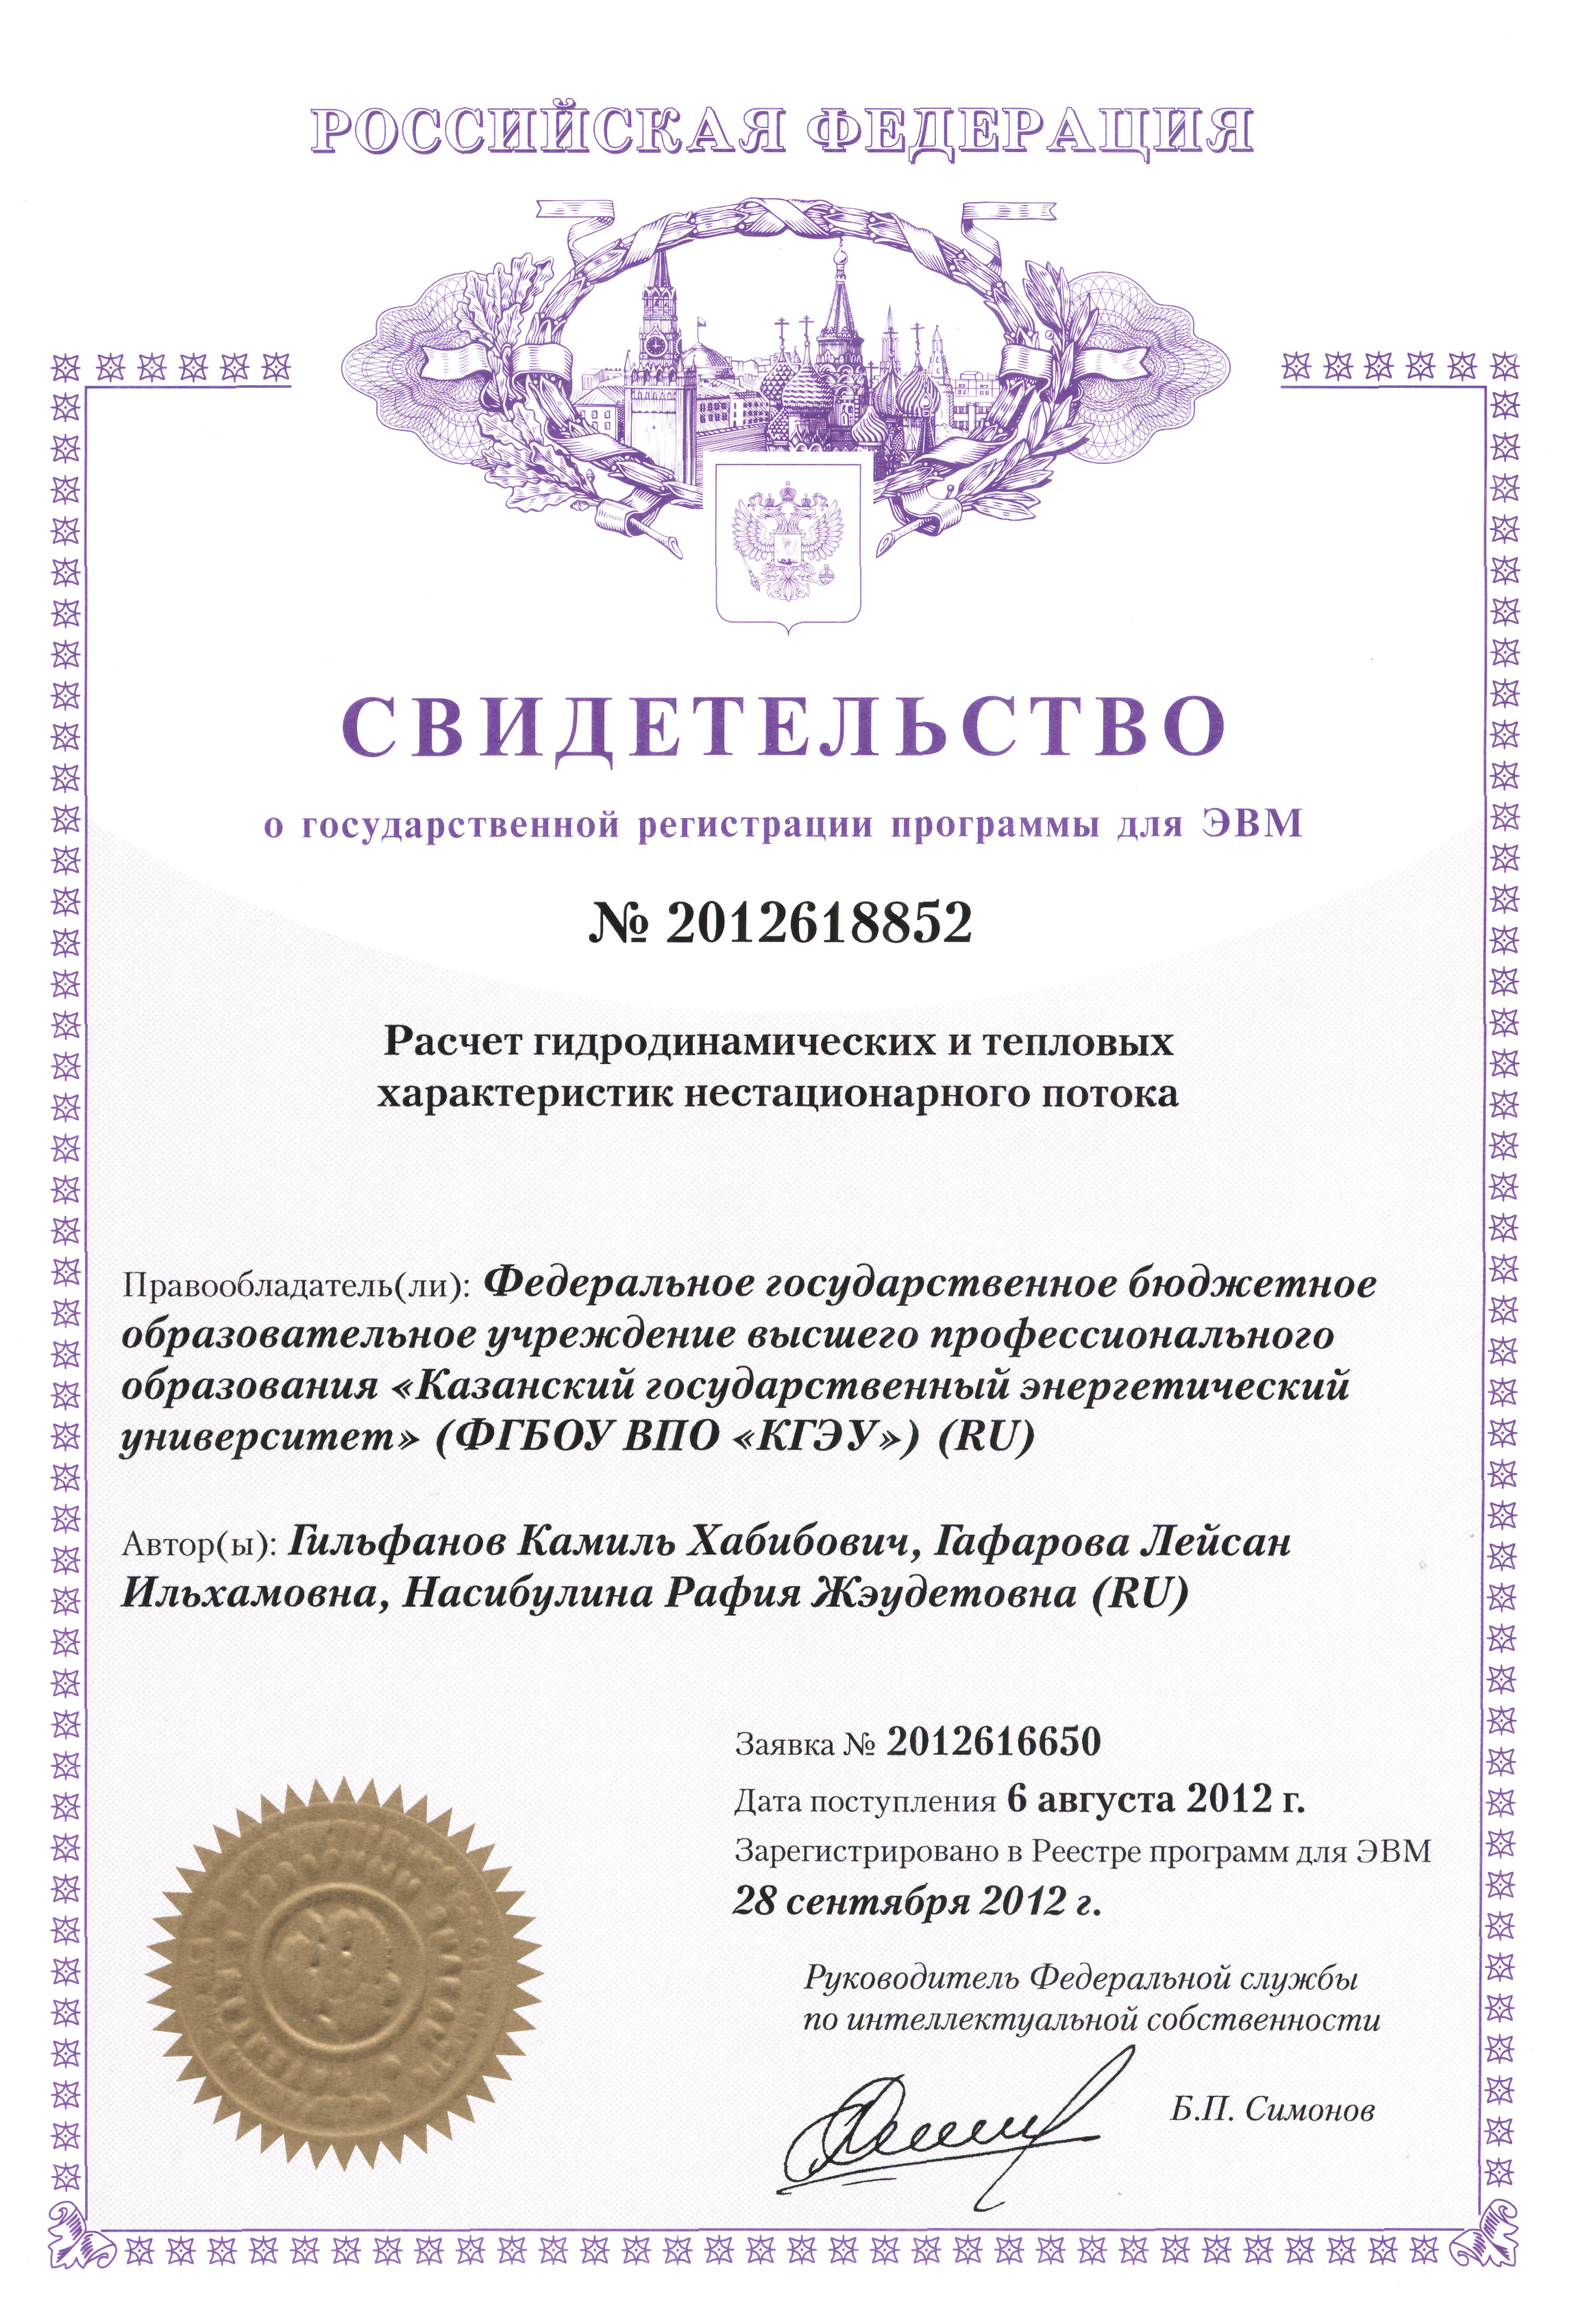 РОССИЙСКАЯ ФЕДЕРАЦИЯ
СВИДЕТЕЛЬСТВО
о государственной регистрации программы для ЭВМ
№ 2012618852
Расчет гидродинамических и тепловых
характеристик нестационарного потока
Правообладатель(ли): Федеральное государственное бюджетное
образовательное учреждение высшего профессионального
образования «Казанский государственный энергетический
университет» (ФГБОУ ВПО «КГЭУ») (RU)
Автор(ы): Гильфанов Камиль Хабибович, Гафарова Лейсан
Ильхамовна, Насибулина Рафия Жэудетовна (RU)
Заявка № 2012616650
Дата поступления 6 августа 2012 г.
Зарегистрировано в Реестре программ для ЭВМ
28 сентября 2012 г.
Руководитель Федеральной службы
по интеллектуальной собственности
Б.П. Симонов